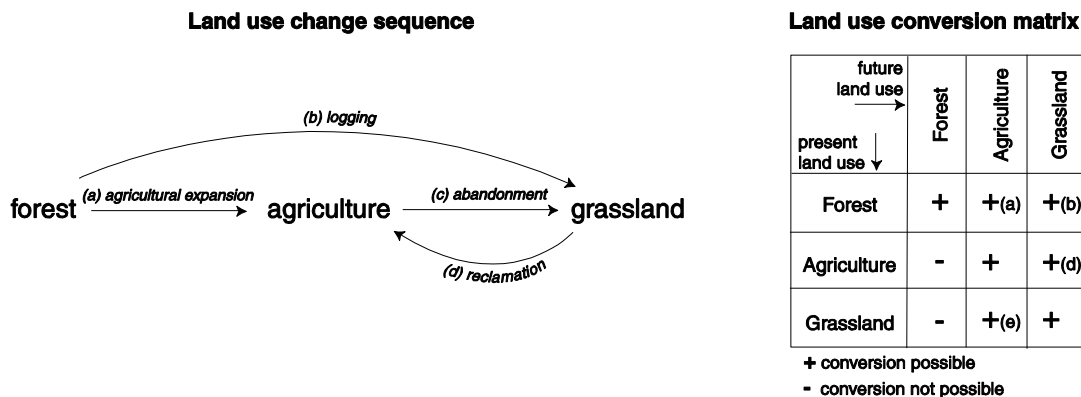 Land use change sequence
(b) logging
forest
(a) agricultural expansion
agriculture
(c) abandonment
grassland
(d) reclamation
Land use conversion matrix
future
land use
present
land use
Forest
Agriculture
Grassland
Forest + +(a) +(b)
Agriculture - + +(d)
Grassland - +(e) +
+ conversion possible
- conversion not possible